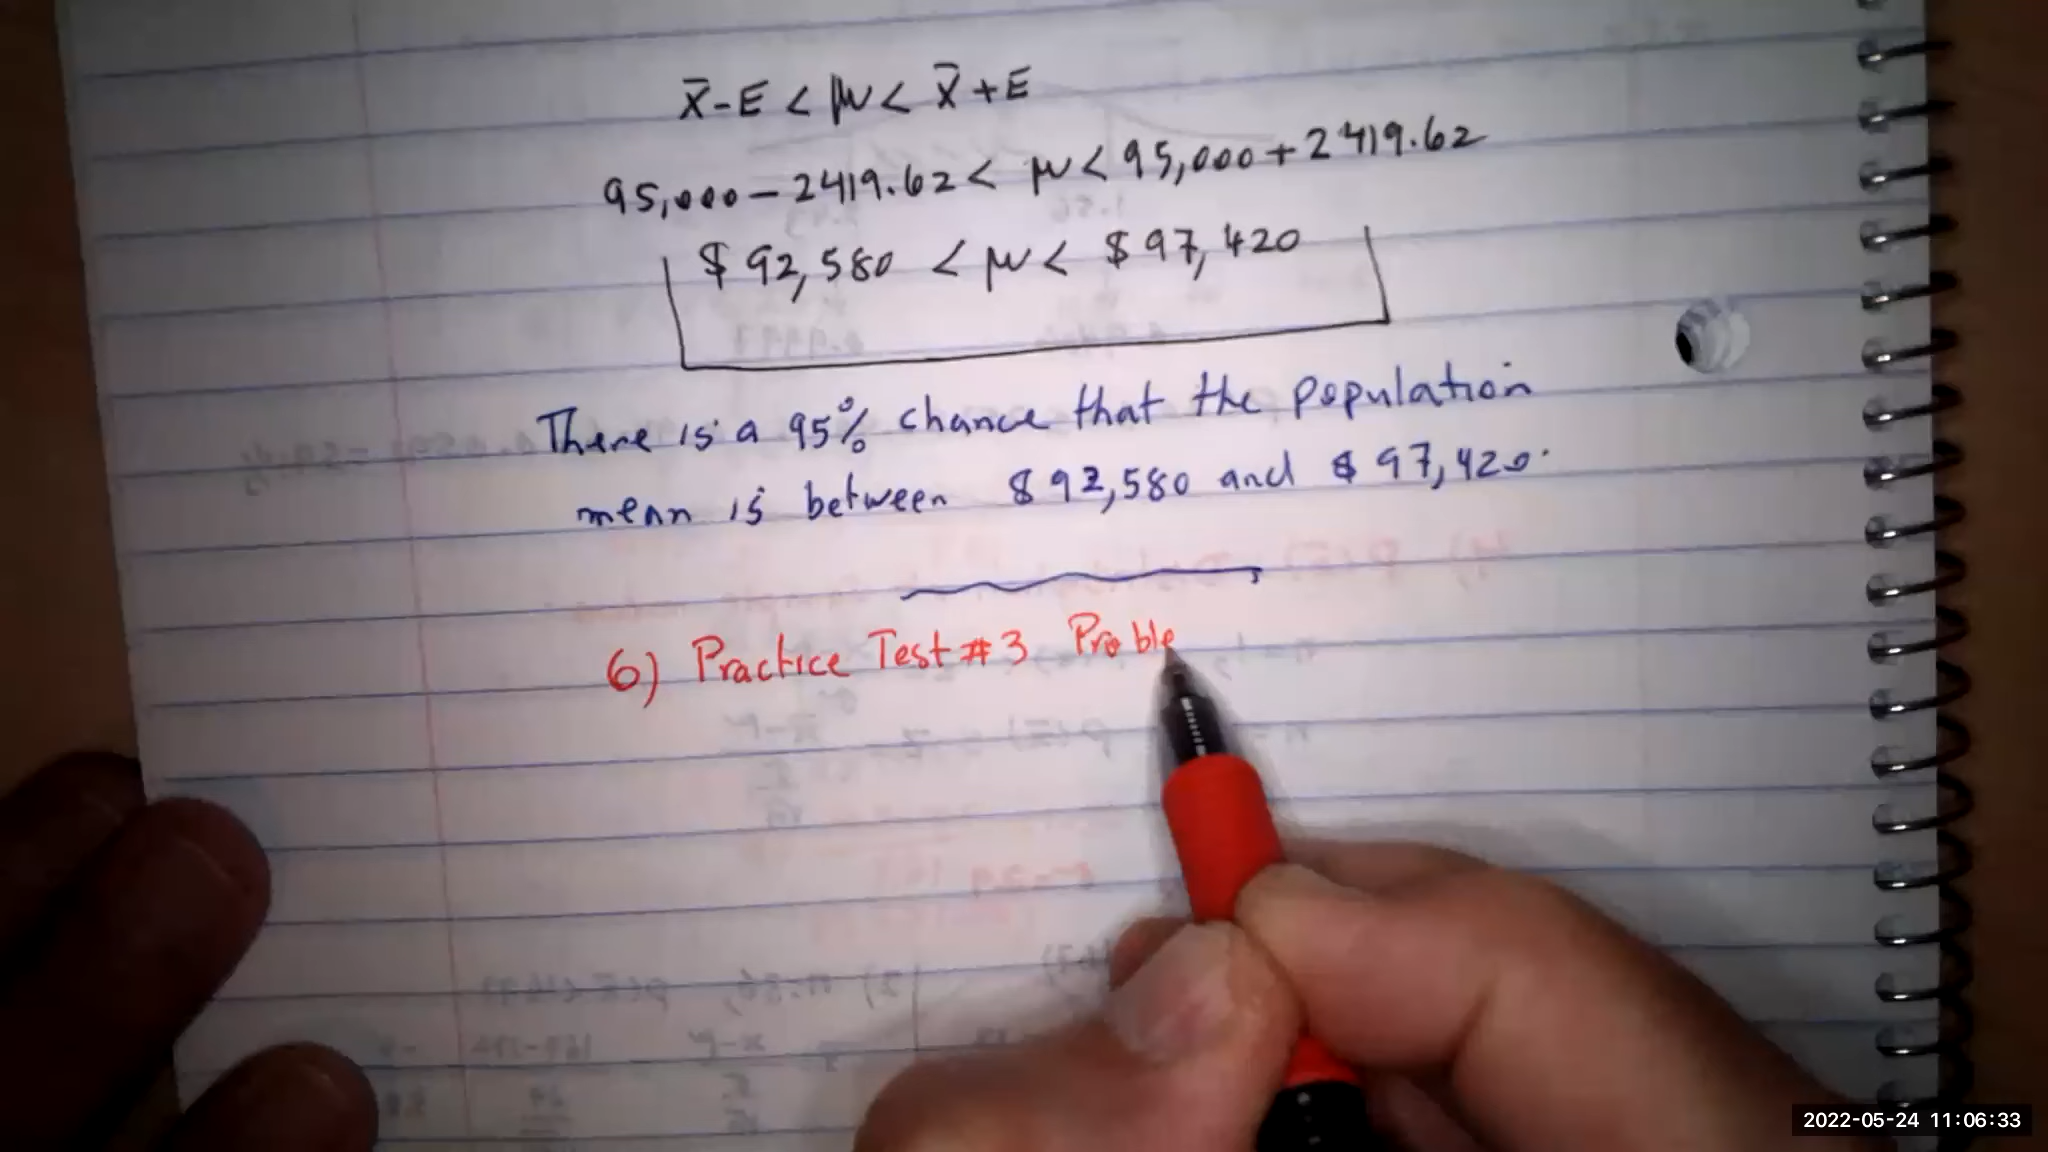 x̄-E < μ < x̄+E
95,000-2419.62 < μ < 95,000+2419.62
$92,580 < μ < $97,420
There is a 95% chance that the population
mean is between $92,580 and $97,420.
6) Practice Test #3 Proble
2022-05-24 11:06:33